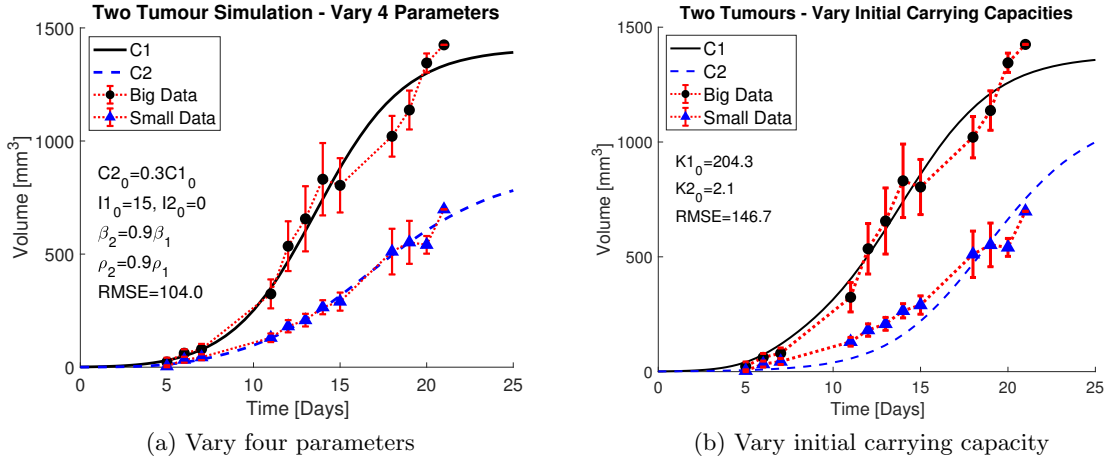 Two Tumour Simulation - Vary 4 Parameters
1500
1000
500
0
Volume [mm³]
C1
C2
Big Data
Small Data
C2₀=0.3C1₀
I1₀=15, I2₀=0
β₂=0.9β₁
ρ₂=0.9ρ₁
RMSE=104.0
0 5 10 15 20 25
Time [Days]
(a) Vary four parameters
Two Tumours - Vary Initial Carrying Capacities
1500
1000
500
0
Volume [mm³]
C1
C2
Big Data
Small Data
K1₀=204.3
K2₀=2.1
RMSE=146.7
0 5 10 15 20 25
Time [Days]
(b) Vary initial carrying capacity